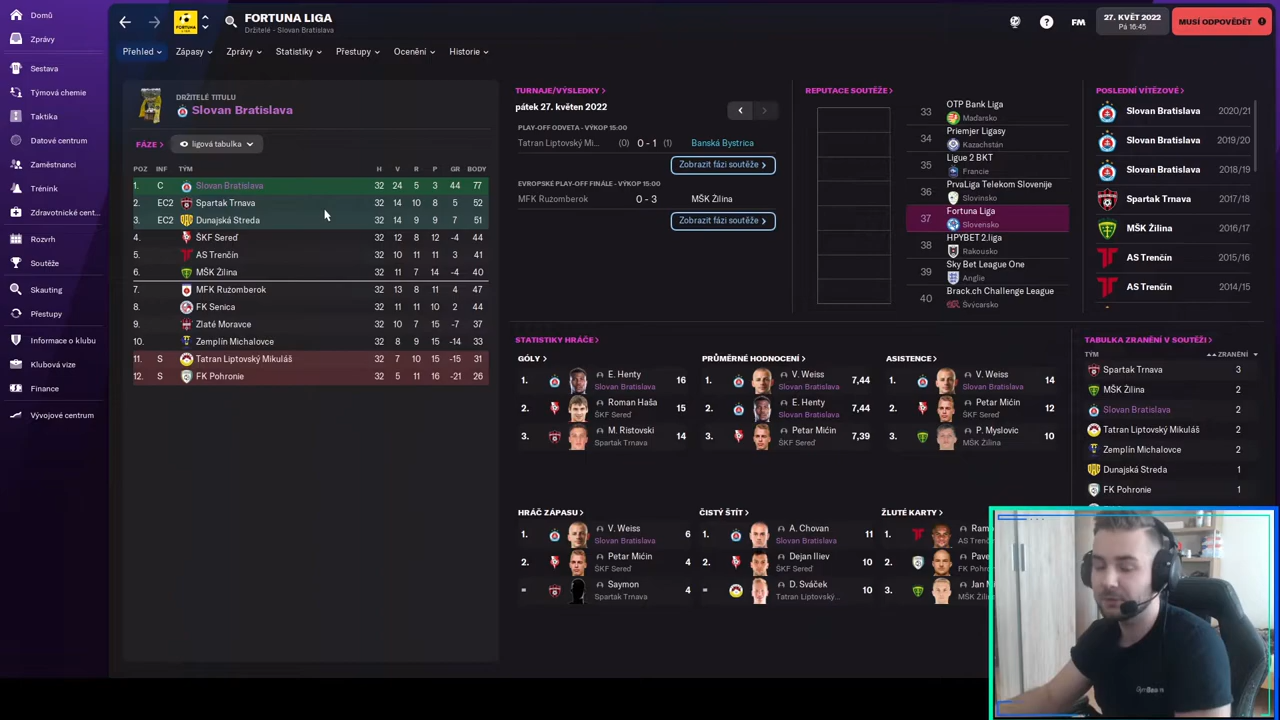 Domů
Zprávy
Sestava
Týmová chemie
Taktika
Datové centrum
Zaměstnanci
Trénink
Zdravotnické cent...
Rozvrh
Soutěže
Skauting
Přestupy
Informace o klubu
Klubová vize
Finance
Vývojové centrum
FORTUNA LIGA
Držitelé - Slovan Bratislava
FM
27. KVĚT 2022
Pá 16:45
MUSÍ ODPOVĚDĚT
Přehled
Zápasy
Zprávy
Statistiky
Přestupy
Ocenění
Historie
DRŽITELÉ TITULU
Slovan Bratislava
FÁZE
ligová tabulka
POZ INF TÝM H V R P GR BODY
1. C Slovan Bratislava 32 24 5 3 44 77
2. EC2 Spartak Trnava 32 14 10 8 5 52
3. EC2 Dunajská Streda 32 14 9 9 7 51
4. ŠKF Sereď 32 12 8 12 -4 44
5. AS Trenčín 32 10 11 11 3 41
6. MŠK Žilina 32 11 7 14 -4 40
7. MFK Ruzomberok 32 13 8 11 4 47
8. FK Senica 32 11 11 10 2 44
9. Zlaté Moravce 32 10 7 15 -7 37
10. Zemplín Michalovce 32 8 9 15 -14 33
11. S Tatran Liptovský Mikuláš 32 7 10 15 -15 31
12. S FK Pohronie 32 5 11 16 -21 26
TURNAJE/VÝSLEDKY
pátek 27. květen 2022
PLAY-OFF ODVETA - VÝKOP 15:00
Tatran Liptovský Mi... (0) 0 - 1 (1) Banská Bystrica
Zobrazit fázi soutěže
EVROPSKÉ PLAY-OFF FINÁLE - VÝKOP 15:00
MFK Ruzomberok 0 - 3 MŠK Žilina
Zobrazit fázi soutěže
REPUTACE SOUTĚŽE
33 OTP Bank Liga
Maďarsko
34 Priemjer Ligasy
Kazachstán
35 Ligue 2 BKT
Francie
36 PrvaLiga Telekom Slovenije
Slovinsko
37 Fortuna Liga
Slovensko
38 HPYBET 2.liga
Rakousko
39 Sky Bet League One
Anglie
40 Brack.ch Challenge League
Švýcarsko
POSLEDNÍ VÍTĚZOVÉ
Slovan Bratislava 2020/21
Slovan Bratislava 2019/20
Slovan Bratislava 2018/19
Spartak Trnava 2017/18
MŠK Žilina 2016/17
AS Trenčín 2015/16
AS Trenčín 2014/15
STATISTIKY HRÁČE
GÓLY
1. E. Henty 16
Slovan Bratislava
2. Roman Haša 15
ŠKF Sereď
3. M. Ristovski 14
Spartak Trnava
PRŮMĚRNÉ HODNOCENÍ
1. V. Weiss 7,44
Slovan Bratislava
2. E. Henty 7,44
Slovan Bratislava
3. Petar Mićin 7,39
ŠKF Sereď
ASISTENCE
1. V. Weiss 14
Slovan Bratislava
2. Petar Mićin 12
ŠKF Sereď
3. P. Myslovic 10
MŠK Žilina
HRÁČ ZÁPASU
1. V. Weiss 6
Slovan Bratislava
2. Petar Mićin 4
ŠKF Sereď
= Saymon 4
Spartak Trnava
ČISTÝ ŠTÍT
1. A. Chovan 11
Slovan Bratislava
2. Dejan Iliev 10
ŠKF Sereď
= D. Sváček 10
Tatran Liptovský...
ŽLUTÉ KARTY
1. Ram
AS Trenčín
2. Pave
FK Pohro
3. Jan M
MŠK Žilina
TABULKA ZRANĚNÍ V SOUTĚŽI
TÝM ZRANĚNÍ
Spartak Trnava 3
MŠK Žilina 2
Slovan Bratislava 2
Tatran Liptovský Mikuláš 2
Zemplín Michalovce 2
Dunajská Streda 1
FK Pohronie 1